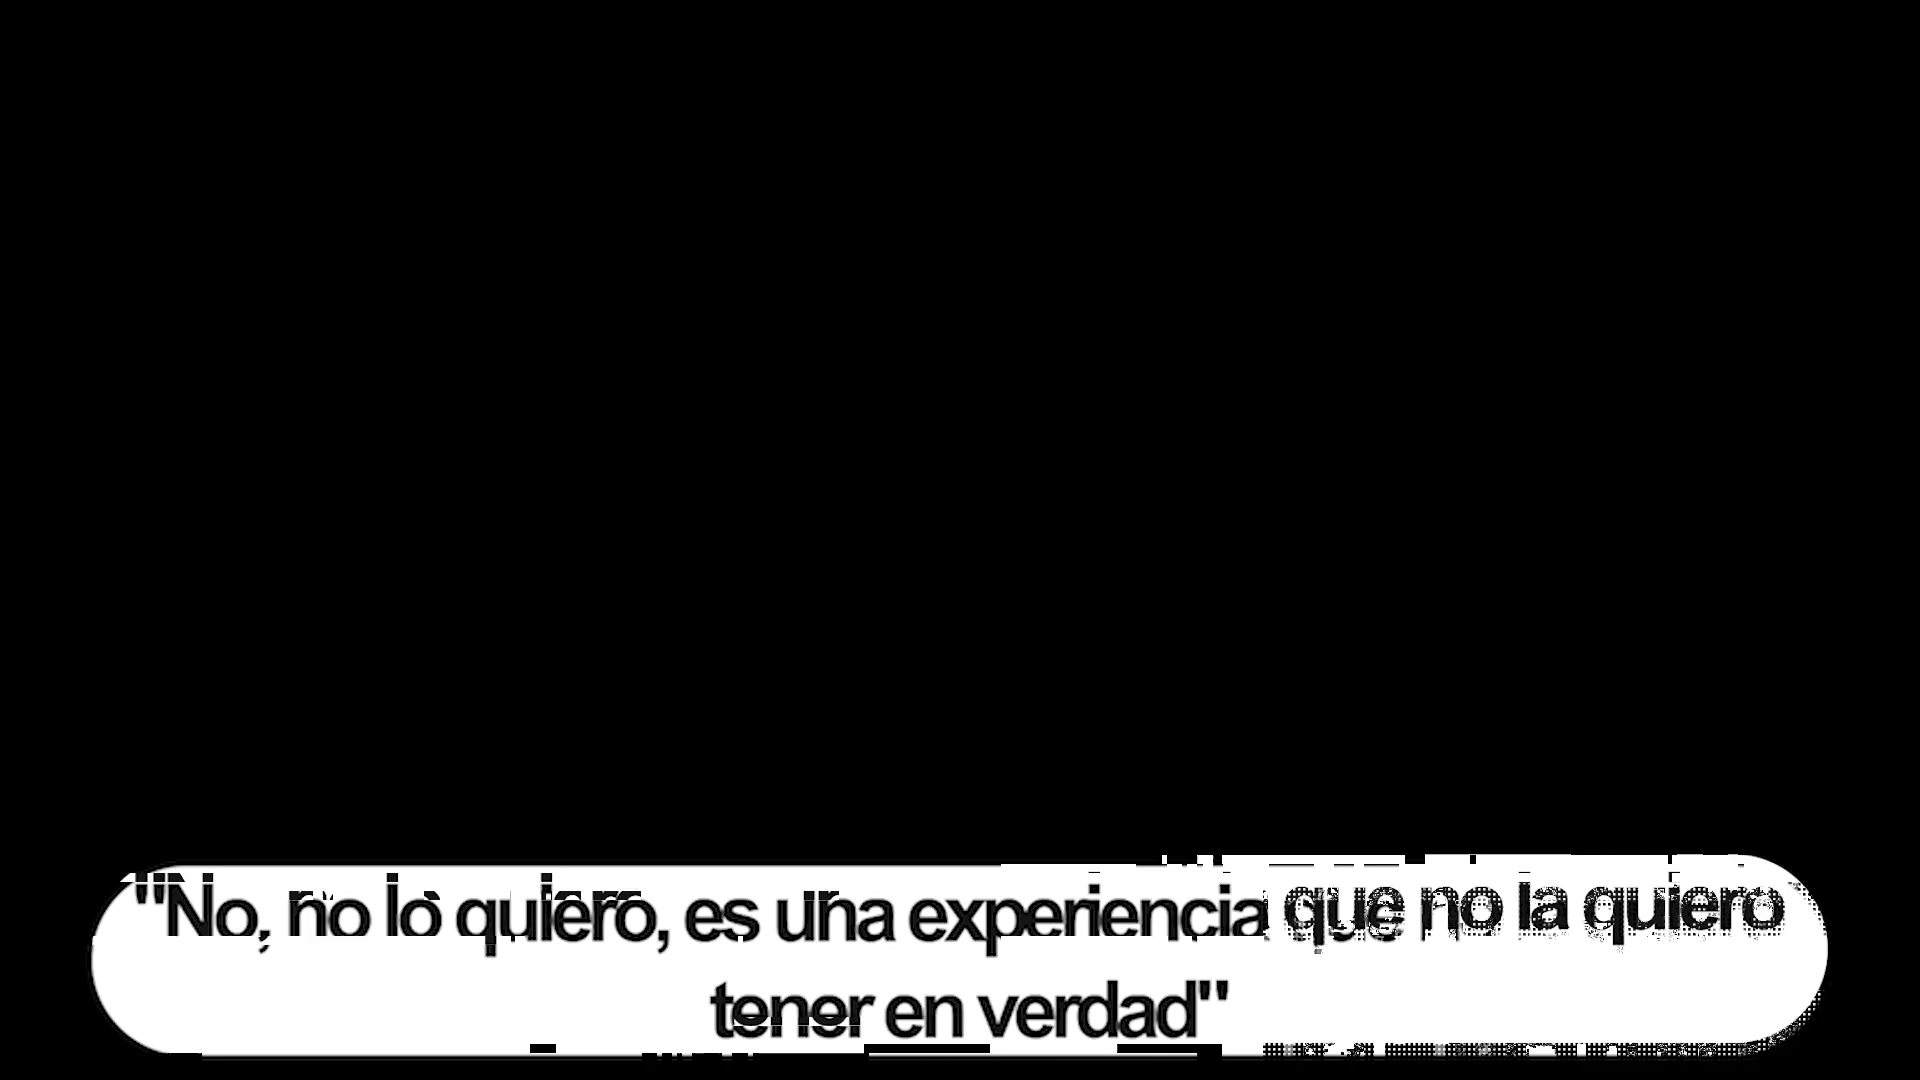 "No, no lo quiero, es una experiencia que no la quiero
tener en verdad"